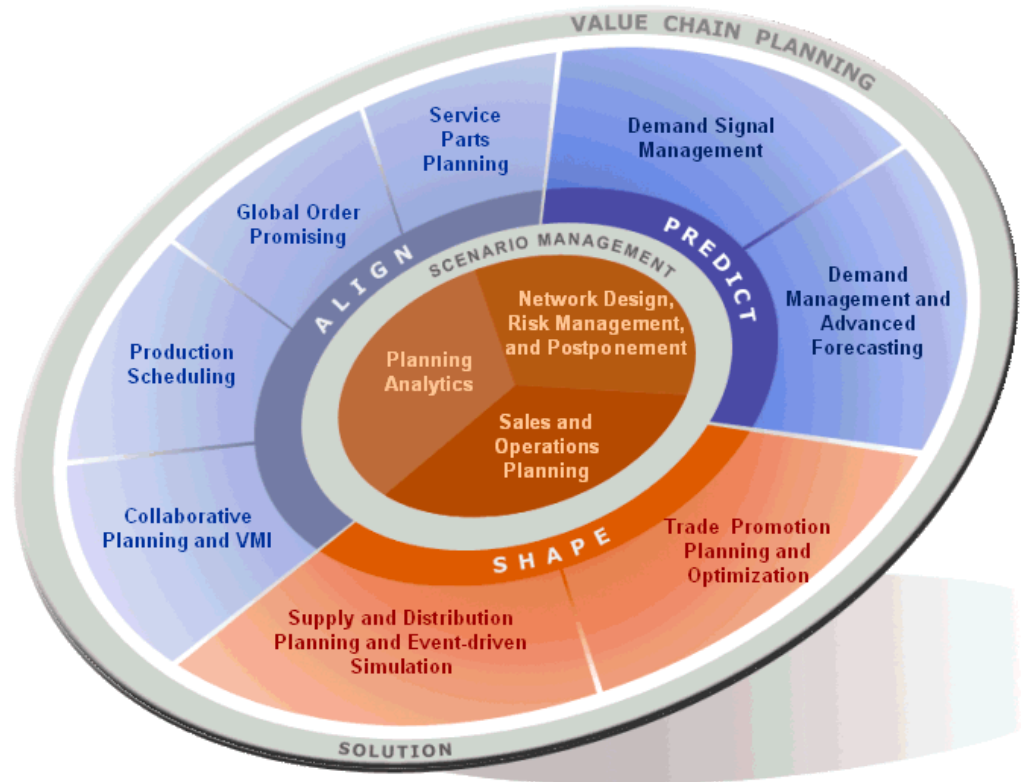 VALUE CHAIN PLANNING
Service
Parts
Planning
Demand Signal
Management
Global Order
Promising
ALIGN
SCENARIO MANAGEMENT
PREDICT
Demand
Management and
Advanced
Forecasting
Network Design,
Risk Management,
and Postponement
Planning
Analytics
Production
Scheduling
Sales and
Operations
Planning
Collaborative
Planning and VMI
SHAPE
Trade Promotion
Planning and
Optimization
Supply and Distribution
Planning and Event-driven
Simulation
SOLUTION